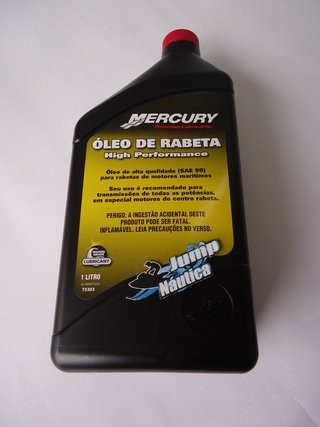 MERCURY
Precision Lubricants
ÓLEO DE RABETA
High Performance
Óleo de alta qualidade (SAE 90)
para rabetas de motores marítimos
Seu uso é recomendado para
transmissões de todas as potências,
em especial motores de centro rabeta.
PERIGO: A INGESTÃO ACIDENTAL DESTE
PRODUTO PODE SER FATAL.
INFLAMÁVEL. LEIA PRECAUÇÕES NO VERSO.
LUBRICANT
1 LITRO
75303
Jump
Náutica